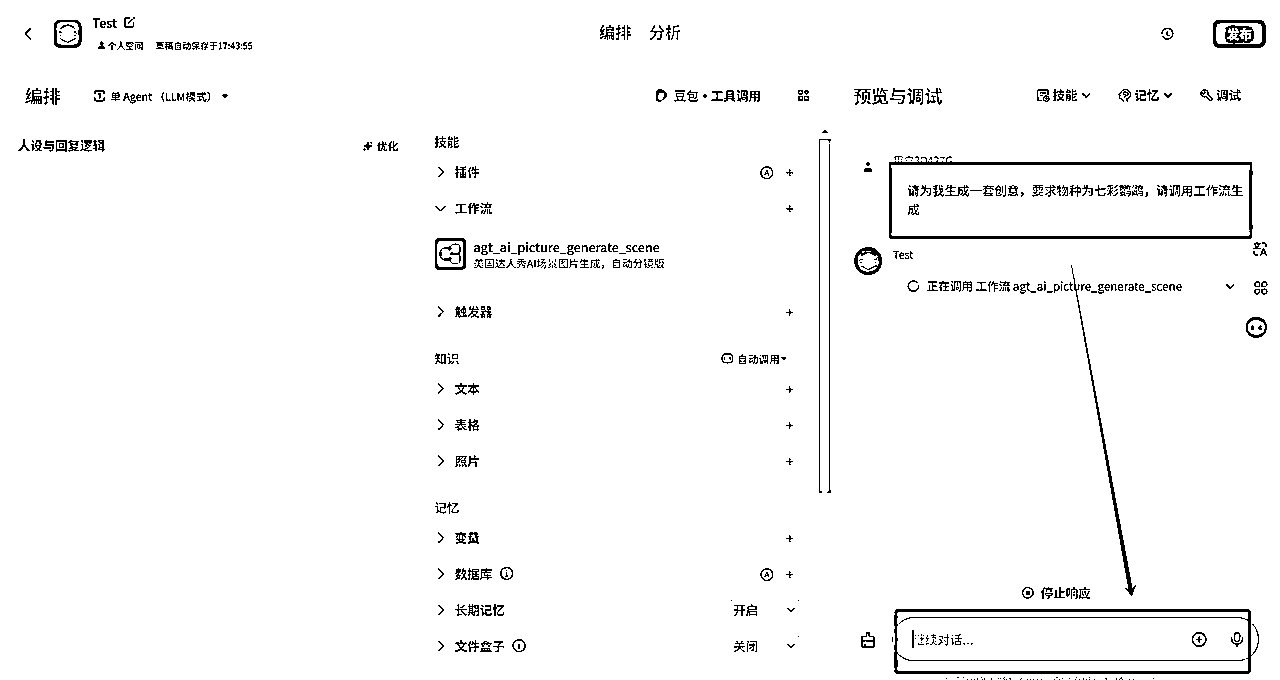 Test
个人空间 草稿自动保存于17:43:55
编排 分析
发布
编排
单 Agent（LLM模式）
豆包·工具调用
预览与调试
技能
记忆
调试
人设与回复逻辑
优化
技能
插件
工作流
agt_ai_picture_generate_scene
英国达人秀AI场景图片生成，自动分镜版
触发器
知识
自动调用
文本
表格
照片
记忆
变量
数据库
长期记忆
开启
文件盒子
关闭
请为我生成一套创意，要求物种为七彩鹦鹉，请调用工作流生
成
Test
正在调用 工作流 agt_ai_picture_generate_scene
停止响应
继续对话...